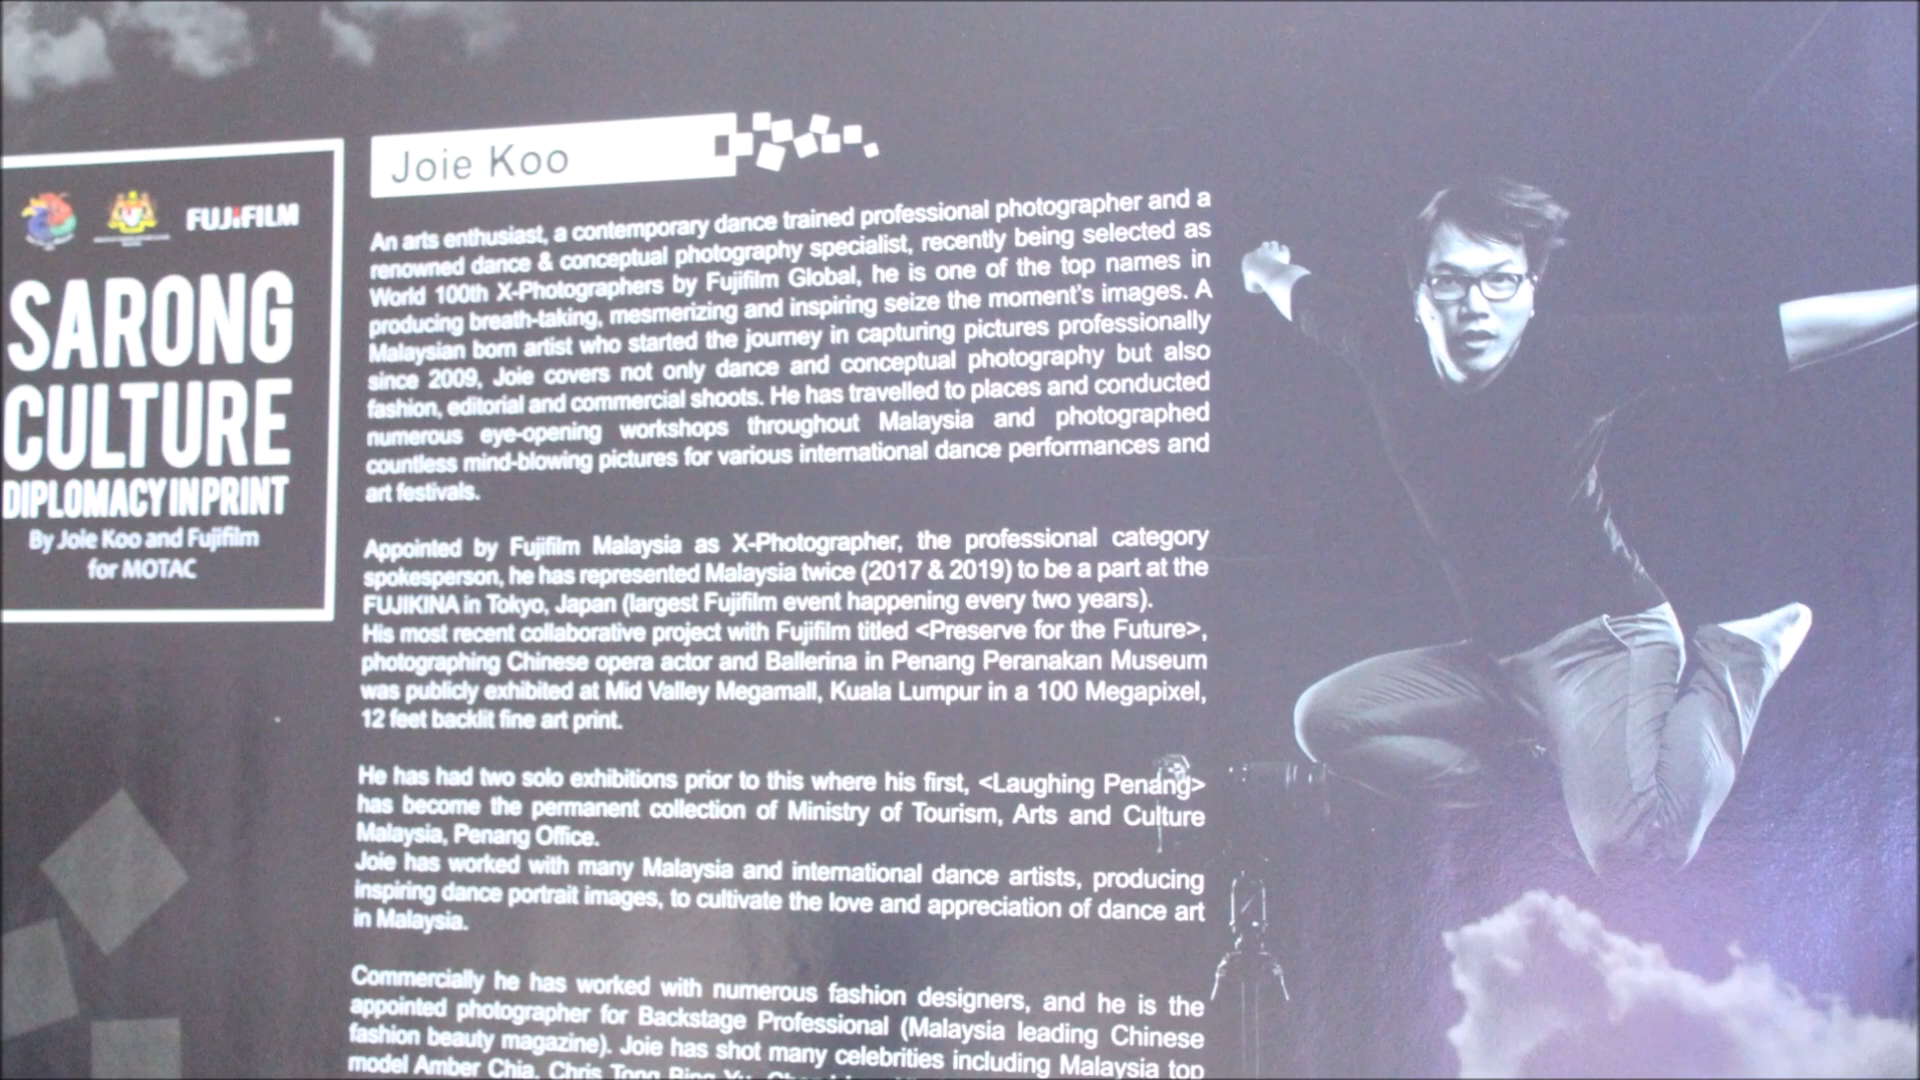 FUJIFILM
SARONG
CULTURE
DIPLOMACY IN PRINT
By Joie Koo and Fujifilm
for MOTAC
Joie Koo
An arts enthusiast, a contemporary dance trained professional photographer and a
renowned dance & conceptual photography specialist, recently being selected as
World 100th X-Photographers by Fujifilm Global, he is one of the top names in
producing breath-taking, mesmerizing and inspiring seize the moment's images. A
Malaysian born artist who started the journey in capturing pictures professionally
since 2009, Joie covers not only dance and conceptual photography but also
fashion, editorial and commercial shoots. He has travelled to places and conducted
numerous eye-opening workshops throughout Malaysia and photographed
countless mind-blowing pictures for various international dance performances and
art festivals.
Appointed by Fujifilm Malaysia as X-Photographer, the professional category
spokesperson, he has represented Malaysia twice (2017 & 2019) to be a part at the
FUJIKINA in Tokyo, Japan (largest Fujifilm event happening every two years).
His most recent collaborative project with Fujifilm titled <Preserve for the Future>,
photographing Chinese opera actor and Ballerina in Penang Peranakan Museum
was publicly exhibited at Mid Valley Megamall, Kuala Lumpur in a 100 Megapixel,
12 feet backlit fine art print.
He has had two solo exhibitions prior to this where his first, <Laughing Penang>
has become the permanent collection of Ministry of Tourism, Arts and Culture
Malaysia, Penang Office.
Joie has worked with many Malaysia and international dance artists, producing
inspiring dance portrait images, to cultivate the love and appreciation of dance art
in Malaysia.
Commercially he has worked with numerous fashion designers, and he is the
appointed photographer for Backstage Professional (Malaysia leading Chinese
fashion beauty magazine). Joie has shot many celebrities including Malaysia top
model Amber Chia, Chris Tong Bing Yu,